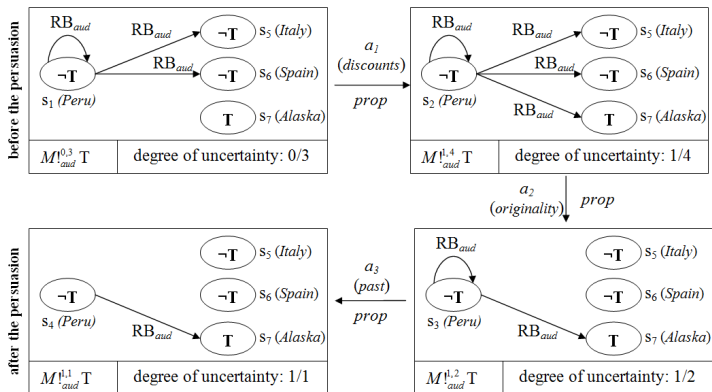 before the persuasion
RB_aud
RB_aud
RB_aud
¬T
¬T
¬T
T
s₁ (Peru)
s₅ (Italy)
s₆ (Spain)
s₇ (Alaska)
M!^{0,3}_{aud} T
degree of uncertainty: 0/3
a₁
(discounts)
prop
RB_aud
RB_aud
RB_aud
RB_aud
¬T
¬T
¬T
T
s₂ (Peru)
s₅ (Italy)
s₆ (Spain)
s₇ (Alaska)
M!^{1,4}_{aud} T
degree of uncertainty: 1/4
a₂
(originality)
prop
RB_aud
RB_aud
¬T
¬T
¬T
T
s₃ (Peru)
s₅ (Italy)
s₆ (Spain)
s₇ (Alaska)
M!^{1,2}_{aud} T
degree of uncertainty: 1/2
a₃
(past)
prop
after the persuasion
RB_aud
¬T
¬T
¬T
T
s₄ (Peru)
s₅ (Italy)
s₆ (Spain)
s₇ (Alaska)
M!^{1,1}_{aud} T
degree of uncertainty: 1/1